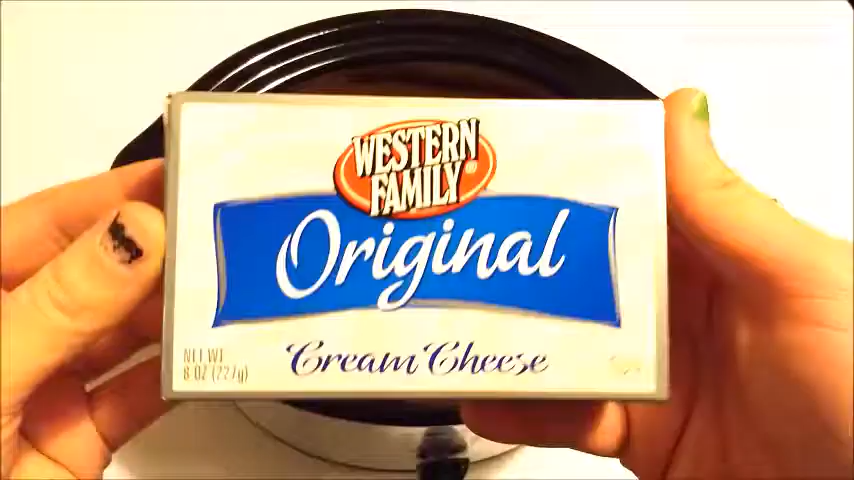 WESTERN
FAMILY
Original
Cream Cheese
NET WT
8 OZ (227g)